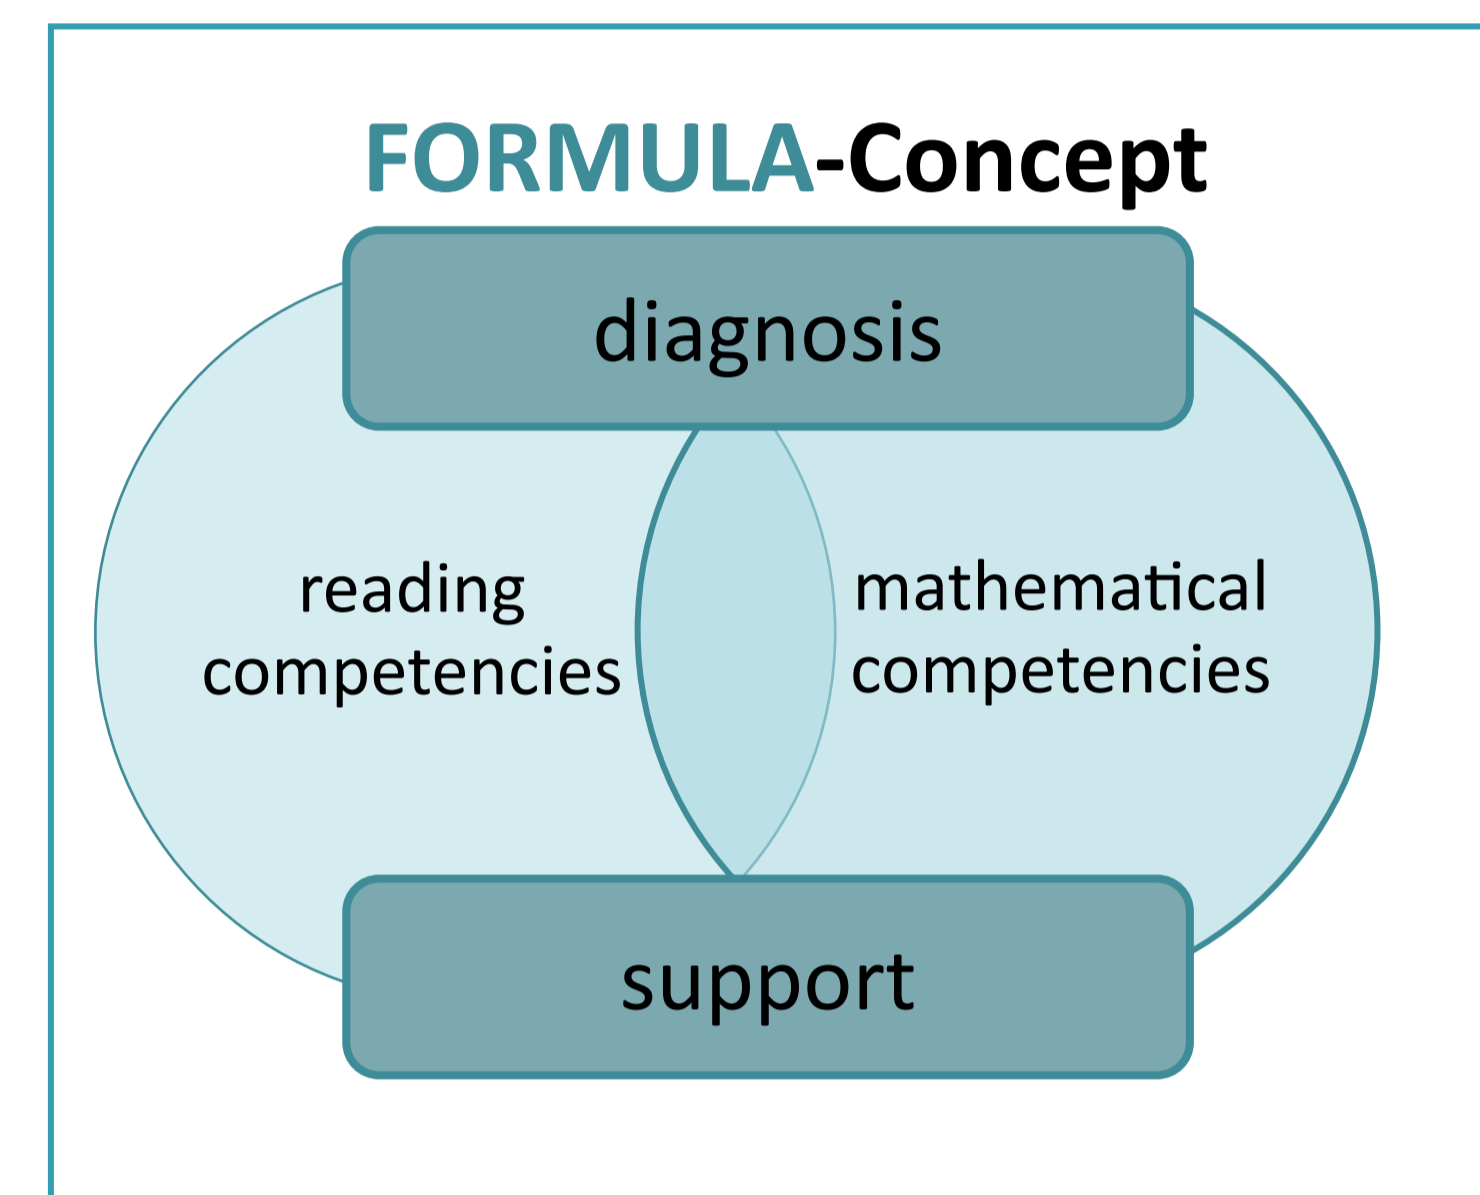 FORMULA-Concept
diagnosis
reading
competencies
mathematical
competencies
support